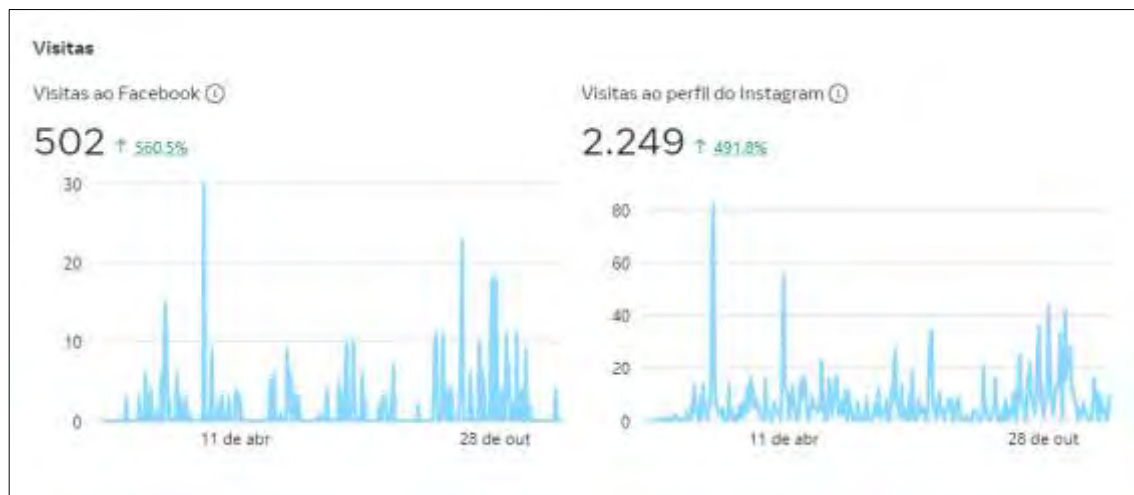 Visitas
Visitas ao Facebook
502 ↑ 560.5%
30
20
10
0
11 de abr
28 de out
Visitas ao perfil do Instagram
2.249 ↑ 491.8%
80
60
40
20
0
11 de abr
28 de out